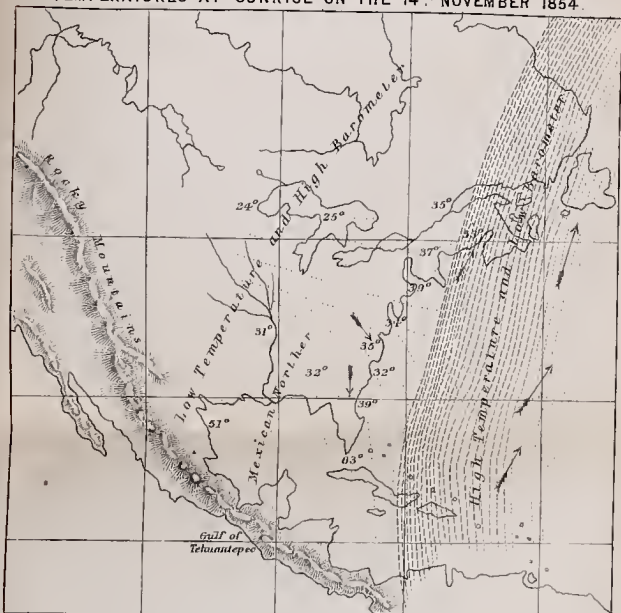 TEMPERATURES AT SUNRISE ON THE 14. NOVEMBER 1854.
Rocky Mountains
Low Temperature and High Barometer
Mexican Norther
High Temperature and Low Barometer
24°
25°
35°
37°
31°
35°
32°
32°
39°
51°
63°
Gulf of
Tehuantepec